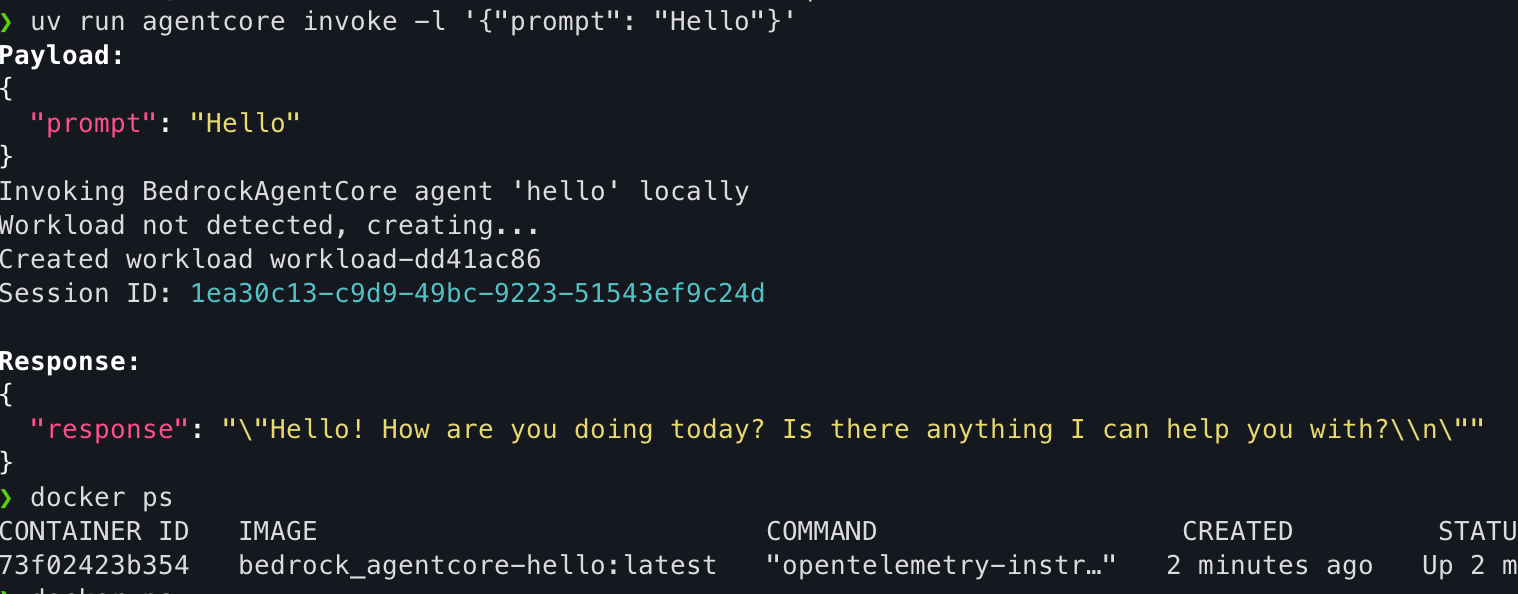 ❯ uv run agentcore invoke -l '{"prompt": "Hello"}'
Payload:
{
  "prompt": "Hello"
}
Invoking BedrockAgentCore agent 'hello' locally
Workload not detected, creating...
Created workload workload-dd41ac86
Session ID: 1ea30c13-c9d9-49bc-9223-51543ef9c24d
Response:
{
  "response": "\"Hello! How are you doing today? Is there anything I can help you with?\\n\""
}
❯ docker ps
CONTAINER ID   IMAGE                            COMMAND                   CREATED         STATU
73f02423b354   bedrock_agentcore-hello:latest   "opentelemetry-instr…"   2 minutes ago   Up 2 m